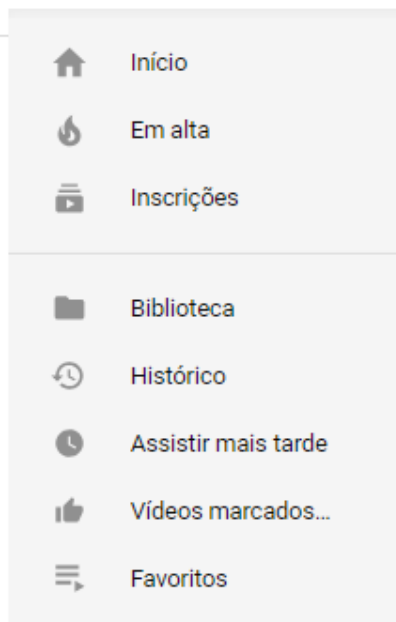 Início
Em alta
Inscrições
Biblioteca
Histórico
Assistir mais tarde
Vídeos marcados...
Favoritos